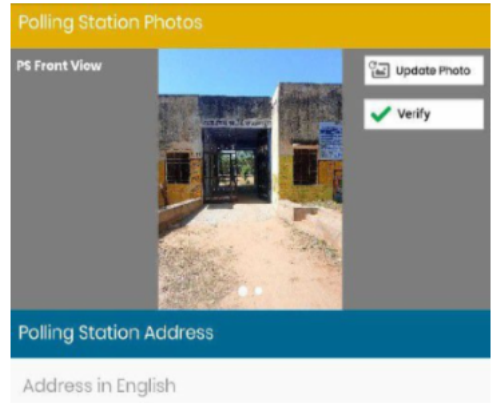 Polling Station Photos
PS Front View
Update Photo
Verify
Polling Station Address
Address in English